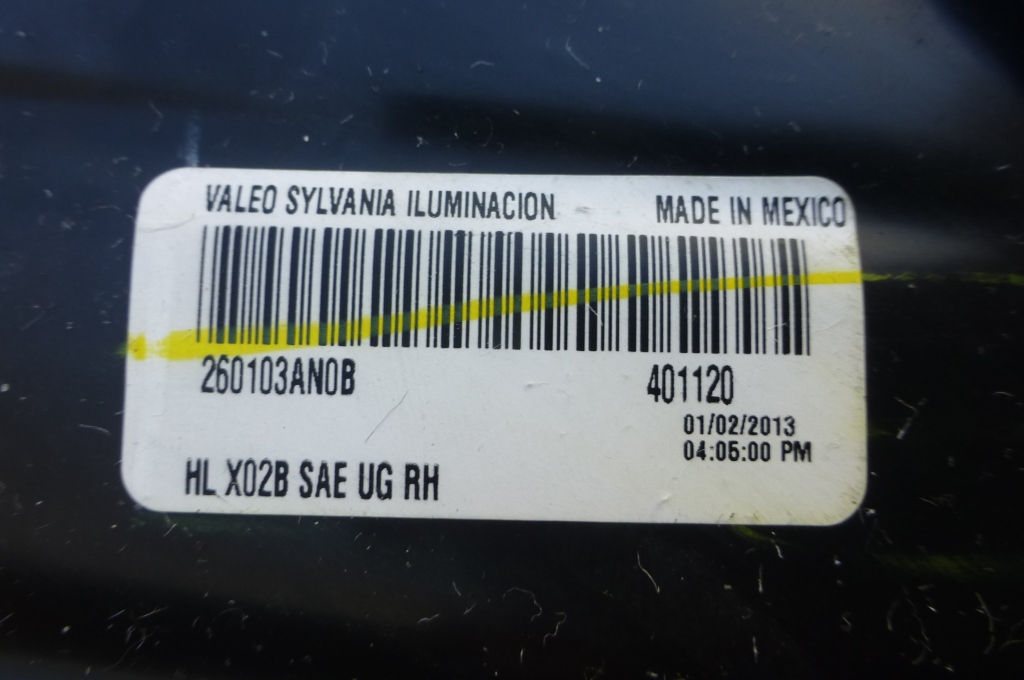 VALEO SYLVANIA ILUMINACION MADE IN MEXICO
260103AN0B 401120
01/02/2013
04:05:00 PM
HL X02B SAE UG RH